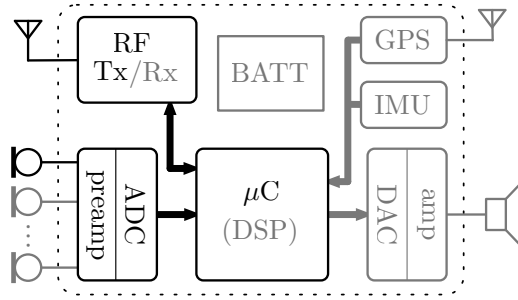 RF
Tx/Rx
BATT
GPS
IMU
preamp
ADC
μC
(DSP)
DAC
amp